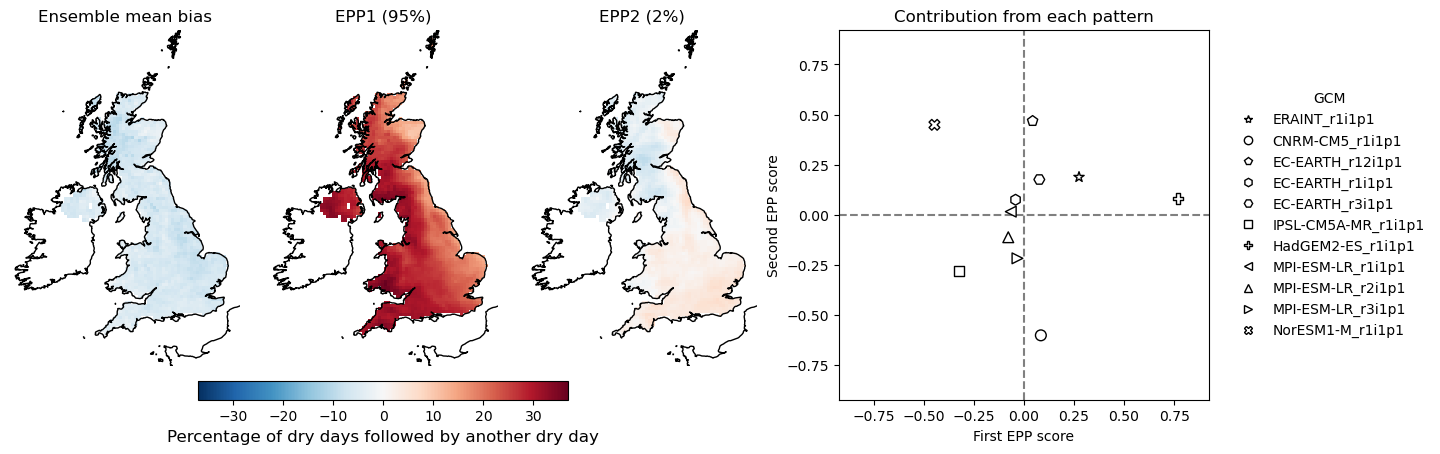 Ensemble mean bias
EPP1 (95%)
EPP2 (2%)
−30 −20 −10 0 10 20 30
Percentage of dry days followed by another dry day
Contribution from each pattern
0.75
0.50
0.25
0.00
−0.25
−0.50
−0.75
Second EPP score
−0.75 −0.50 −0.25 0.00 0.25 0.50 0.75
First EPP score
GCM
ERAINT_r1i1p1
CNRM-CM5_r1i1p1
EC-EARTH_r12i1p1
EC-EARTH_r1i1p1
EC-EARTH_r3i1p1
IPSL-CM5A-MR_r1i1p1
HadGEM2-ES_r1i1p1
MPI-ESM-LR_r1i1p1
MPI-ESM-LR_r2i1p1
MPI-ESM-LR_r3i1p1
NorESM1-M_r1i1p1